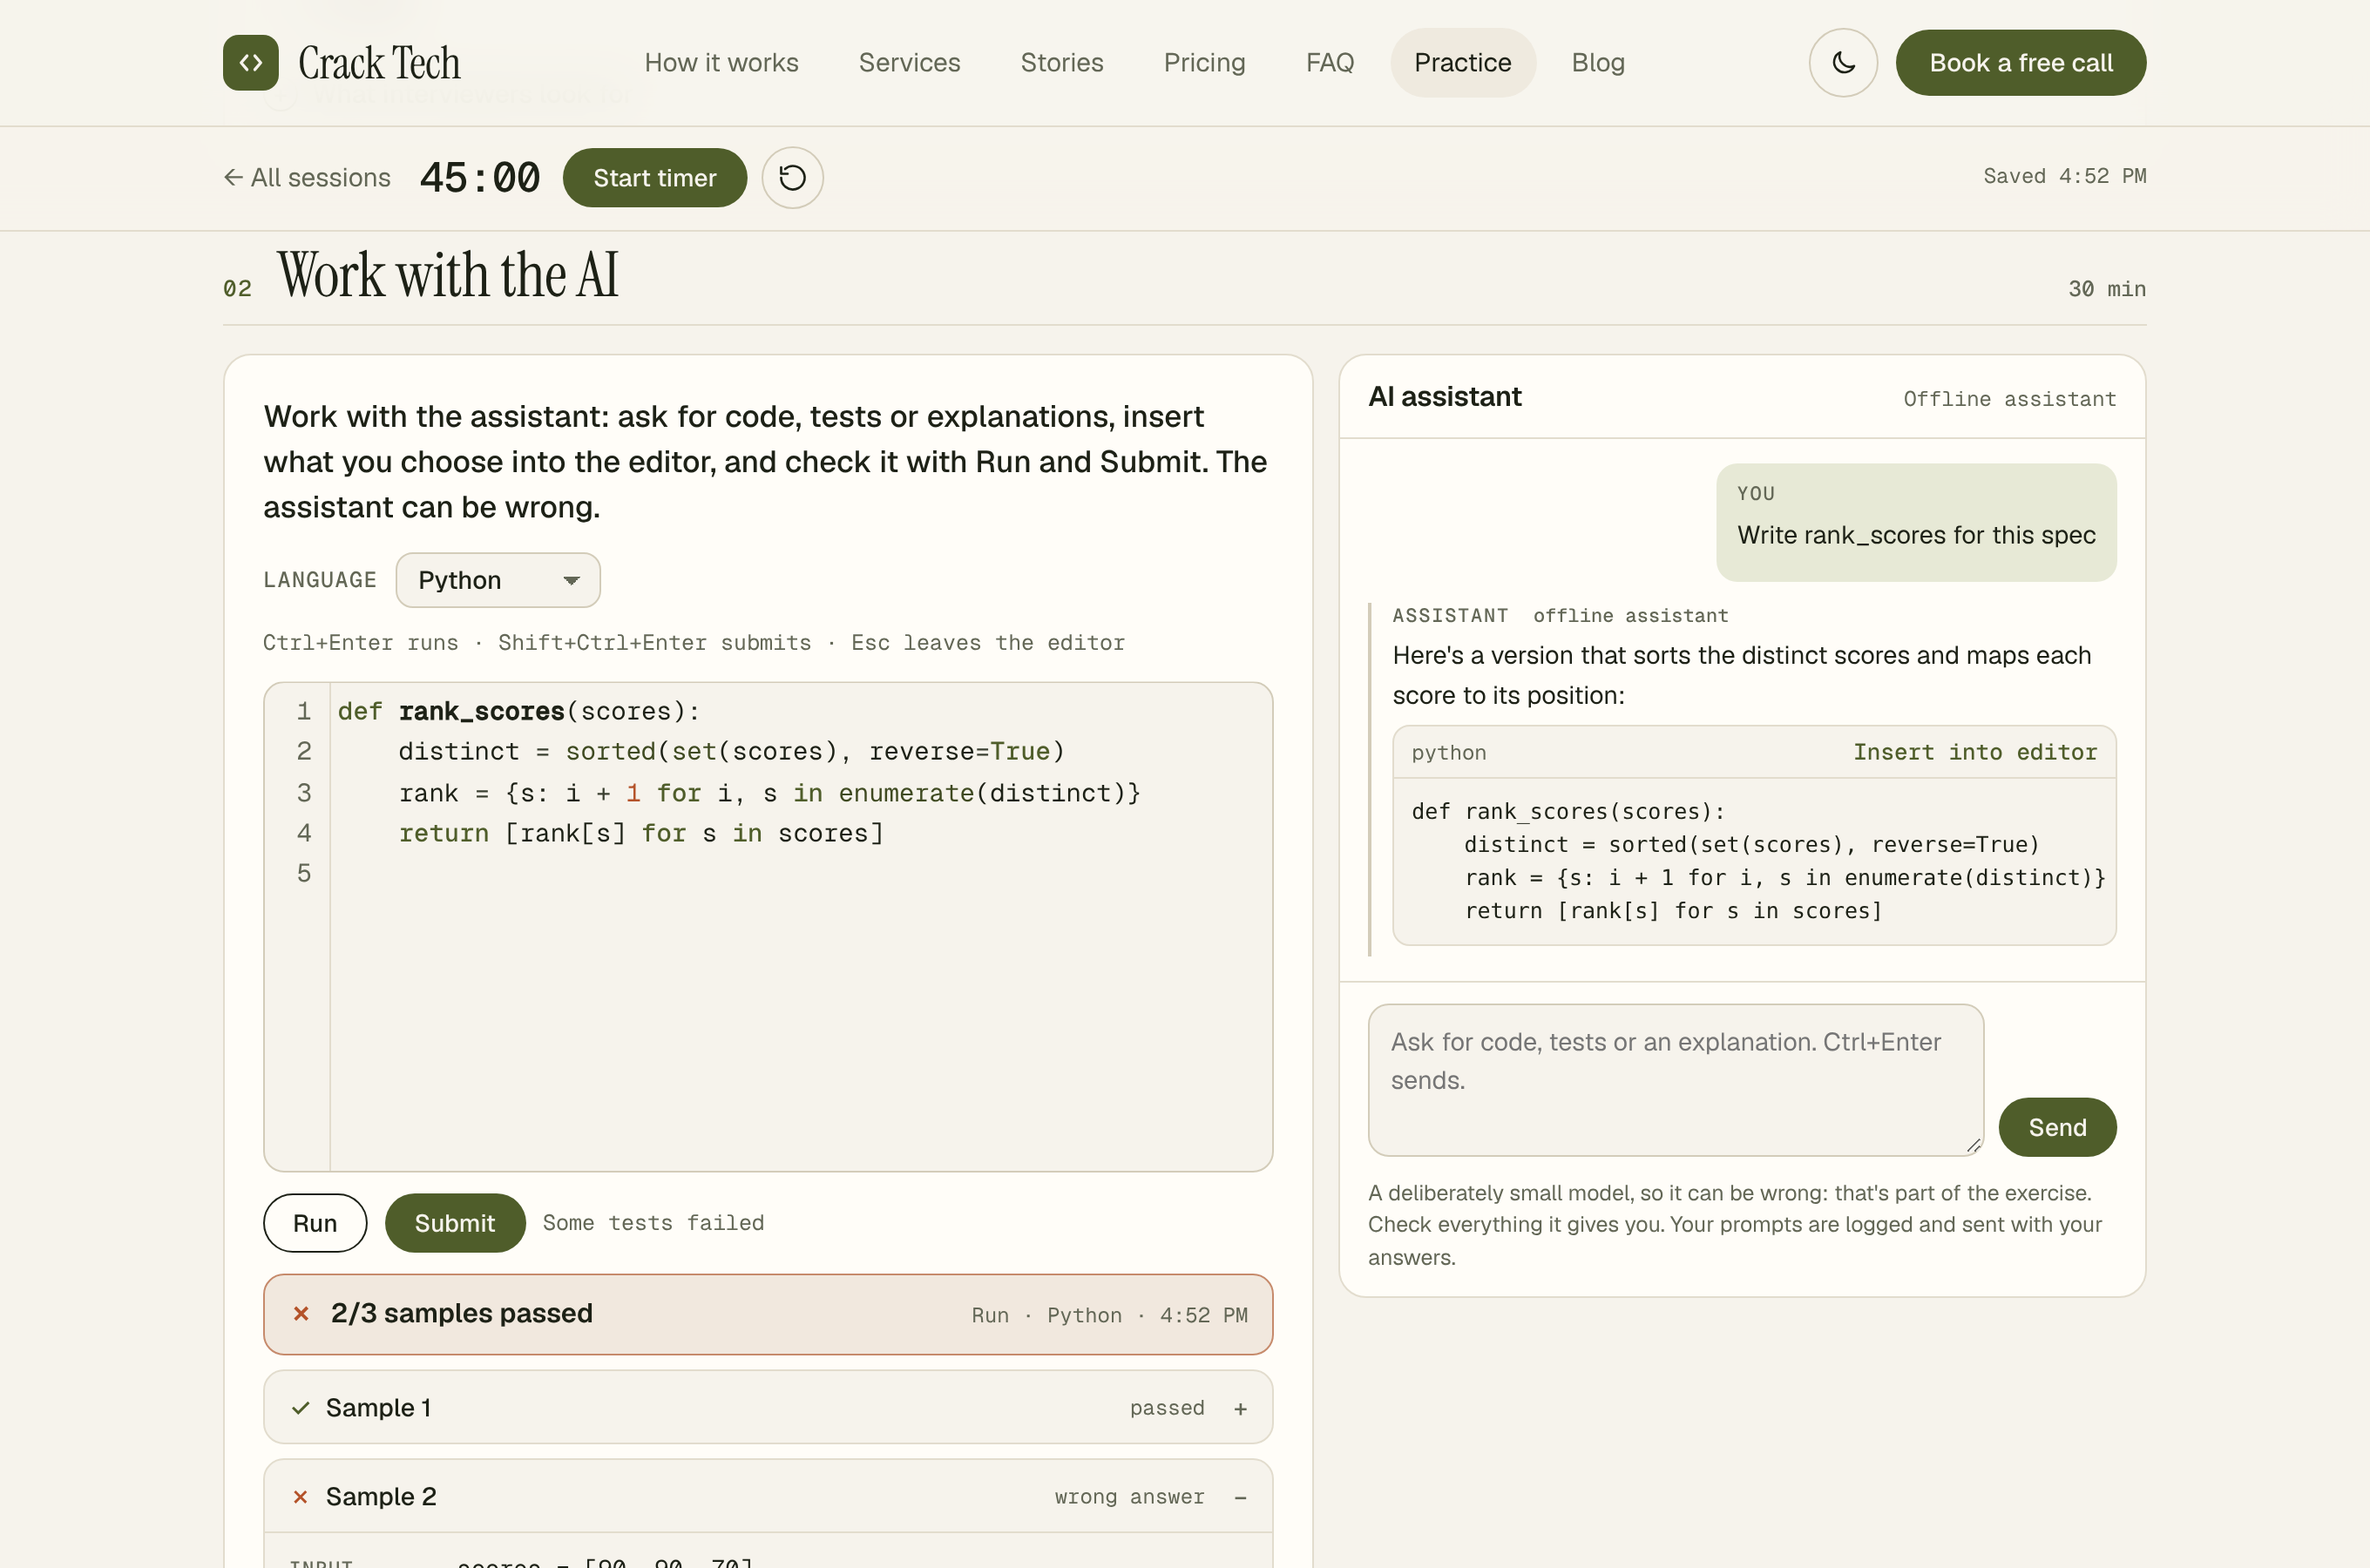 Crack Tech
How it works
Services
Stories
Pricing
FAQ
Practice
Blog
Book a free call
What interviewers look for
← All sessions
45:00
Start timer
Saved 4:52 PM
02 Work with the AI
30 min
Work with the assistant: ask for code, tests or explanations, insert
what you choose into the editor, and check it with Run and Submit. The
assistant can be wrong.
LANGUAGE
Python
Ctrl+Enter runs · Shift+Ctrl+Enter submits · Esc leaves the editor
1 def rank_scores(scores):
2     distinct = sorted(set(scores), reverse=True)
3     rank = {s: i + 1 for i, s in enumerate(distinct)}
4     return [rank[s] for s in scores]
5
Run
Submit
Some tests failed
2/3 samples passed
Run · Python · 4:52 PM
Sample 1
passed +
Sample 2
wrong answer −
INPUT scores = [90, 90, 70]
AI assistant
Offline assistant
YOU
Write rank_scores for this spec
ASSISTANT offline assistant
Here's a version that sorts the distinct scores and maps each
score to its position:
python
Insert into editor
def rank_scores(scores):
    distinct = sorted(set(scores), reverse=True)
    rank = {s: i + 1 for i, s in enumerate(distinct)}
    return [rank[s] for s in scores]
Ask for code, tests or an explanation. Ctrl+Enter
sends.
Send
A deliberately small model, so it can be wrong: that's part of the exercise.
Check everything it gives you. Your prompts are logged and sent with your
answers.